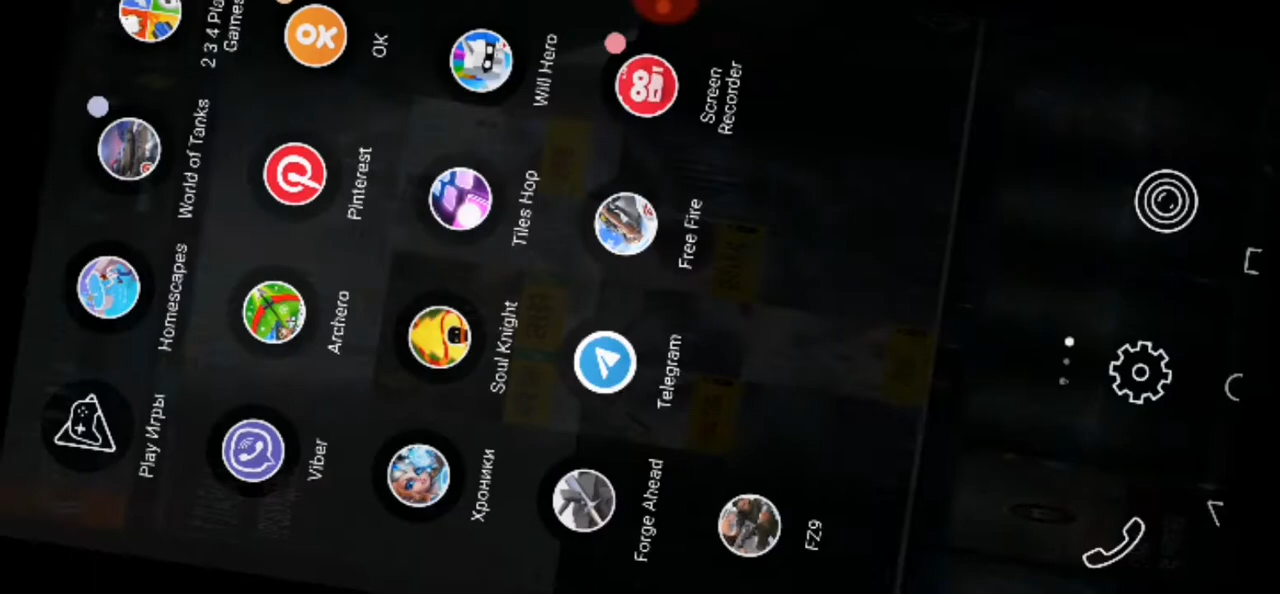 Play Игры
Homescapes
World of Tanks
2 3 4 Pla
Games
Viber
Archero
Pinterest
OK
Хроники
Soul Knight
Tiles Hop
Will Hero
Forge Ahead
Telegram
Free Fire
Screen
Recorder
FZ9